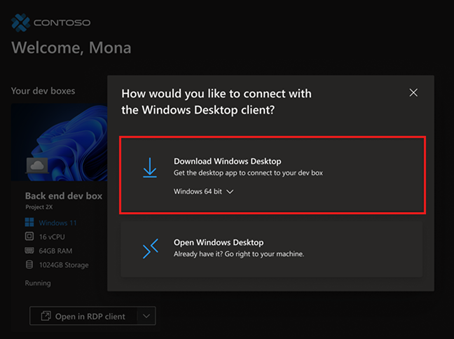 CONTOSO
Welcome, Mona
Your dev boxes
How would you like to connect with
the Windows Desktop client?
Download Windows Desktop
Get the desktop app to connect to your dev box
Windows 64 bit
Open Windows Desktop
Already have it? Go right to your machine.
Back end dev box
Project 2X
Windows 11
16 vCPU
64GB RAM
1024GB Storage
Running
Open in RDP client